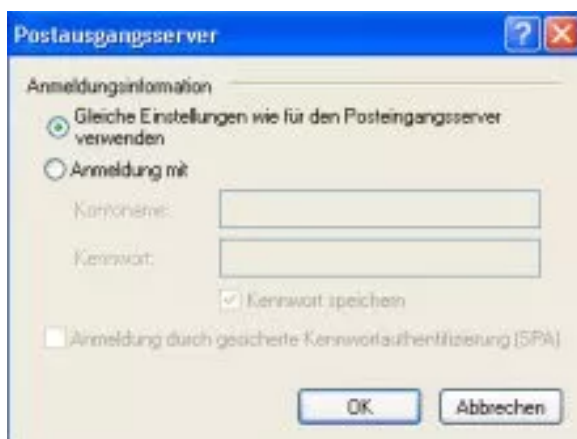 Postausgangsserver
Anmeldungsinformation
Gleiche Einstellungen wie für den Posteingangsserver
verwenden
Anmeldung mit
Kontoname:
Kennwort:
Kennwort speichern
Anmeldung durch gesicherte Kennwortauthentifizierung (SPA)
OK Abbrechen